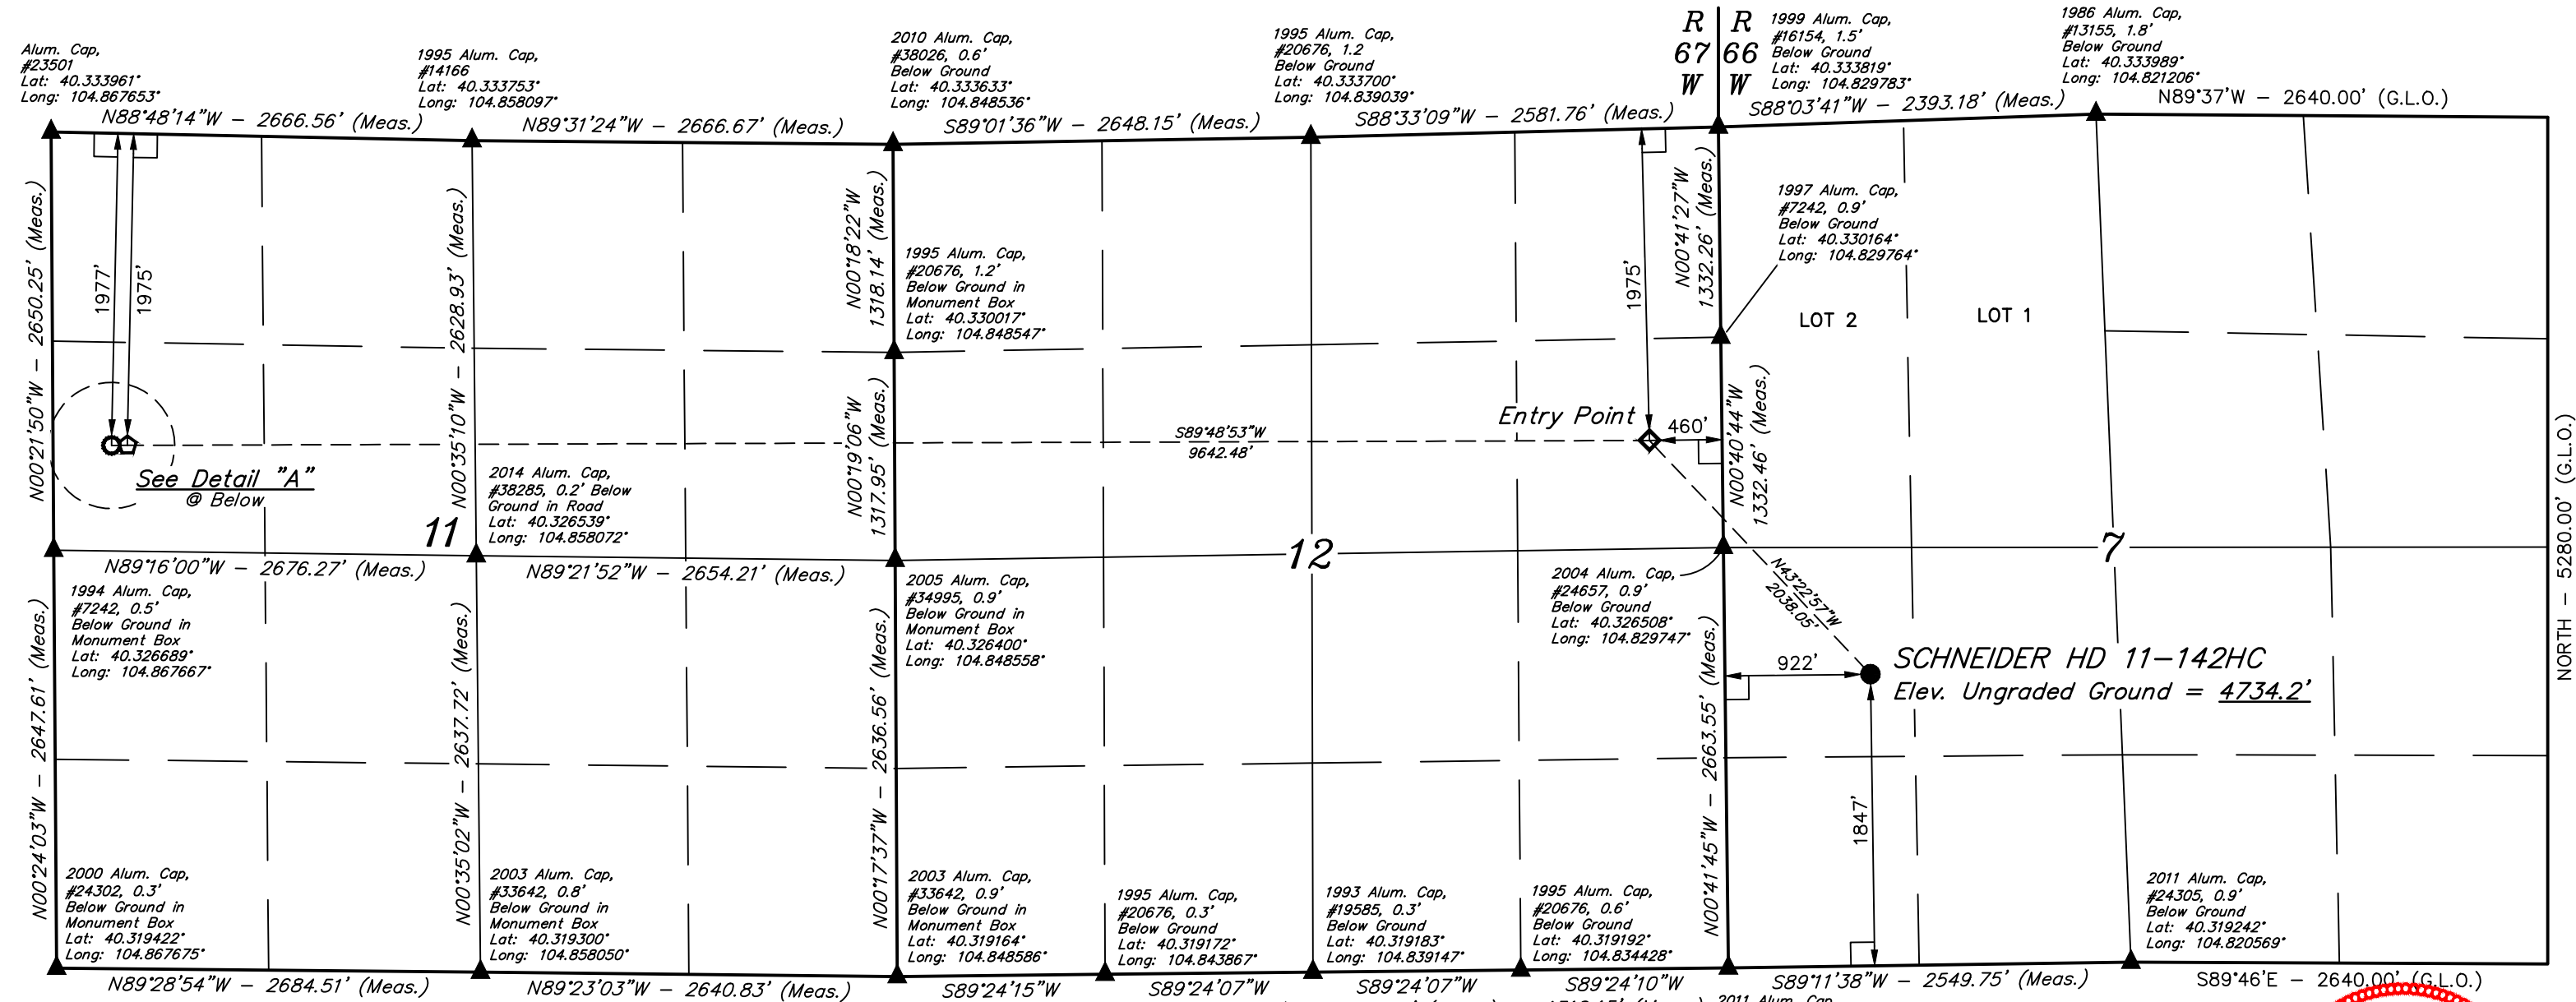 Alum. Cap,
#23501
Lat: 40.333961°
Long: 104.867653°
1995 Alum. Cap,
#14166
Lat: 40.333753°
Long: 104.858097°
2010 Alum. Cap,
#38026, 0.6'
Below Ground
Lat: 40.333633°
Long: 104.848536°
1995 Alum. Cap,
#20676, 1.2
Below Ground
Lat: 40.333700°
Long: 104.839039°
R R
67 66
W W
1999 Alum. Cap,
#16154, 1.5'
Below Ground
Lat: 40.333819°
Long: 104.829783°
1986 Alum. Cap,
#13155, 1.8'
Below Ground
Lat: 40.333989°
Long: 104.821206°
N88°48'14"W - 2666.56' (Meas.)
N89°31'24"W - 2666.67' (Meas.)
S89°01'36"W - 2648.15' (Meas.)
S88°33'09"W - 2581.76' (Meas.)
S88°03'41"W - 2393.18' (Meas.)
N89°37'W - 2640.00' (G.L.O.)
N00°21'50"W - 2650.25' (Meas.)
1977'
1975'
N00°35'10"W - 2628.93' (Meas.)
N00°18'22"W
1318.14' (Meas.)
1995 Alum. Cap,
#20676, 1.2'
Below Ground in
Monument Box
Lat: 40.330017°
Long: 104.848547°
1975'
N00°41'27"W
1332.26' (Meas.)
1997 Alum. Cap,
#7242, 0.9'
Below Ground
Lat: 40.330164°
Long: 104.829764°
LOT 2
LOT 1
See Detail "A"
@ Below
11
2014 Alum. Cap,
#38285, 0.2' Below
Ground in Road
Lat: 40.326539°
Long: 104.858072°
N00°19'06"W
1317.95' (Meas.)
S89°48'53"W
9642.48'
Entry Point
460'
N00°40'44"W
1332.46' (Meas.)
12
7
NORTH - 5280.00' (G.L.O.)
N89°16'00"W - 2676.27' (Meas.)
N89°21'52"W - 2654.21' (Meas.)
1994 Alum. Cap,
#7242, 0.5'
Below Ground in
Monument Box
Lat: 40.326689°
Long: 104.867667°
2005 Alum. Cap,
#34995, 0.9'
Below Ground in
Monument Box
Lat: 40.326400°
Long: 104.848558°
2004 Alum. Cap,
#24657, 0.9'
Below Ground
Lat: 40.326508°
Long: 104.829747°
N43°22'57"W
2038.05'
922'
SCHNEIDER HD 11-142HC
Elev. Ungraded Ground = 4734.2'
N00°24'03"W - 2647.61' (Meas.)
N00°35'02"W - 2637.72' (Meas.)
N00°17'37"W - 2636.56' (Meas.)
N00°41'45"W - 2663.55' (Meas.)
1847'
2000 Alum. Cap,
#24302, 0.3'
Below Ground in
Monument Box
Lat: 40.319422°
Long: 104.867675°
2003 Alum. Cap,
#33642, 0.8'
Below Ground in
Monument Box
Lat: 40.319300°
Long: 104.858050°
2003 Alum. Cap,
#33642, 0.9'
Below Ground in
Monument Box
Lat: 40.319164°
Long: 104.848586°
1995 Alum. Cap,
#20676, 0.3'
Below Ground
Lat: 40.319172°
Long: 104.843867°
1993 Alum. Cap,
#19585, 0.3'
Below Ground
Lat: 40.319183°
Long: 104.839147°
1995 Alum. Cap,
#20676, 0.6'
Below Ground
Lat: 40.319192°
Long: 104.834428°
2011 Alum. Cap,
#24305, 0.9'
Below Ground
Lat: 40.319242°
Long: 104.820569°
N89°28'54"W - 2684.51' (Meas.)
N89°23'03"W - 2640.83' (Meas.)
S89°24'15"W
S89°24'07"W
S89°24'07"W
S89°24'10"W
S89°11'38"W - 2549.75' (Meas.)
S89°46'E - 2640.00' (G.L.O.)
2011 Alum. Cap